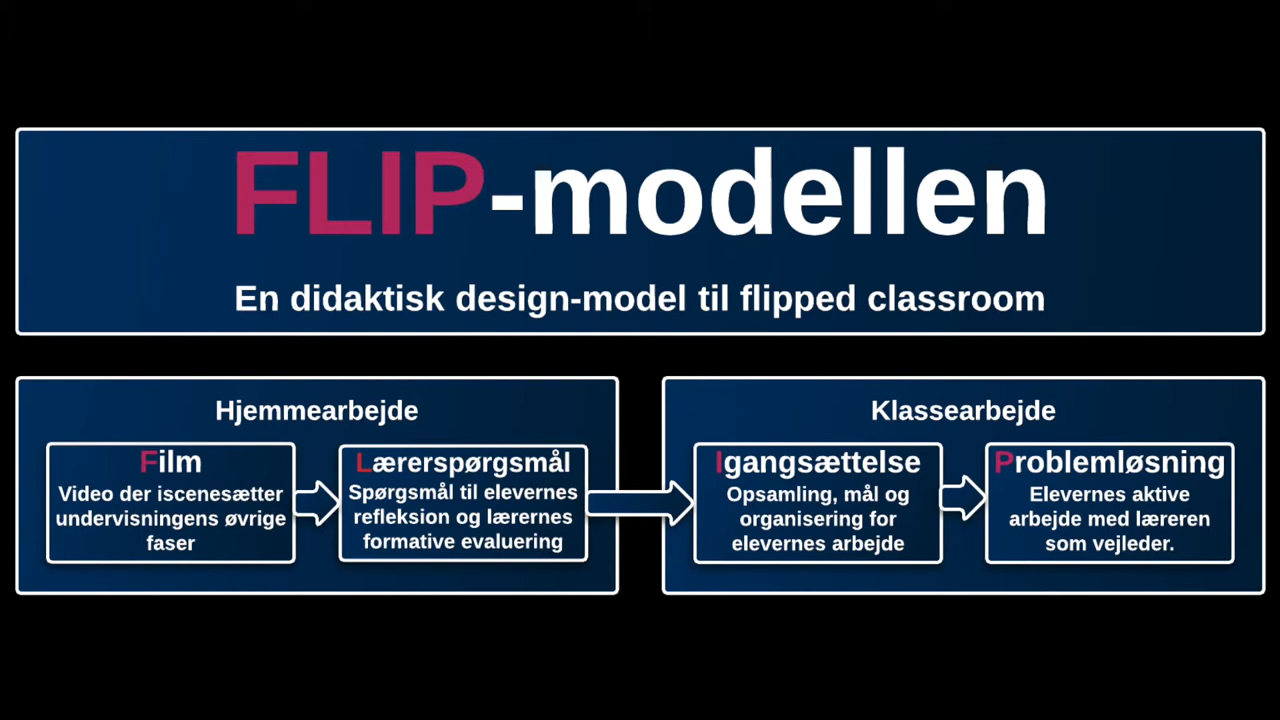 FLIP-modellen
En didaktisk design-model til flipped classroom
Hjemmearbejde
Film
Video der iscenesætter
undervisningens øvrige
faser
Lærerspørgsmål
Spørgsmål til elevernes
refleksion og lærernes
formative evaluering
Klassearbejde
Igangsættelse
Opsamling, mål og
organisering for
elevernes arbejde
Problemløsning
Elevernes aktive
arbejde med læreren
som vejleder.